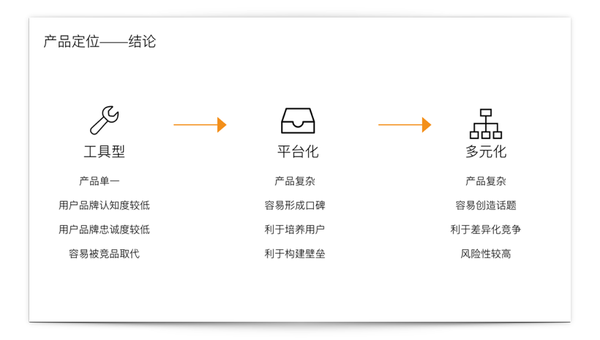 产品定位——结论
工具型
产品单一
用户品牌认知度较低
用户品牌忠诚度较低
容易被竞品取代
平台化
产品复杂
容易形成口碑
利于培养用户
利于构建壁垒
多元化
产品复杂
容易创造话题
利于差异化竞争
风险性较高